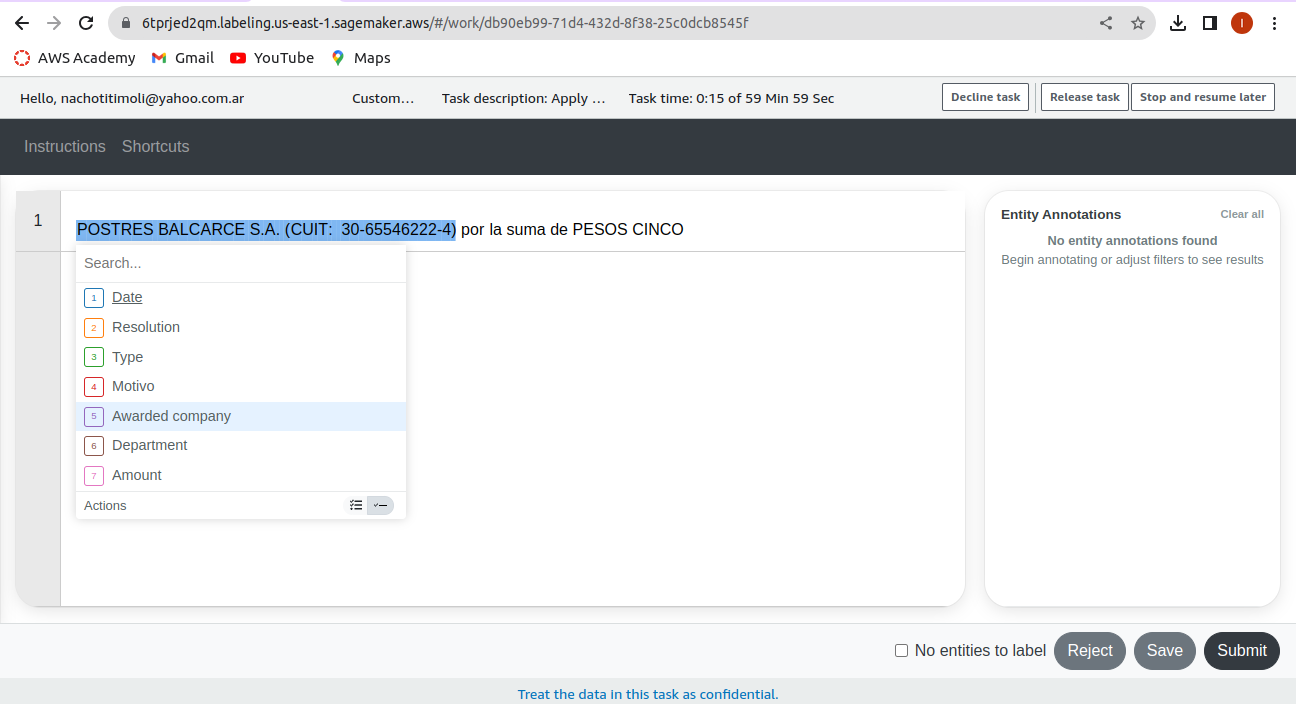 6tprjed2qm.labeling.us-east-1.sagemaker.aws/#/work/db90eb99-71d4-432d-8f38-25c0dcb8545f
I
AWS Academy Gmail YouTube Maps
Hello, nachotitimoli@yahoo.com.ar Custom... Task description: Apply ... Task time: 0:15 of 59 Min 59 Sec Decline task Release task Stop and resume later
Instructions Shortcuts
1 POSTRES BALCARCE S.A. (CUIT:  30-65546222-4) por la suma de PESOS CINCO
Search...
1 Date
2 Resolution
3 Type
4 Motivo
5 Awarded company
6 Department
7 Amount
Actions
Entity Annotations Clear all
No entity annotations found
Begin annotating or adjust filters to see results
No entities to label Reject Save Submit
Treat the data in this task as confidential.